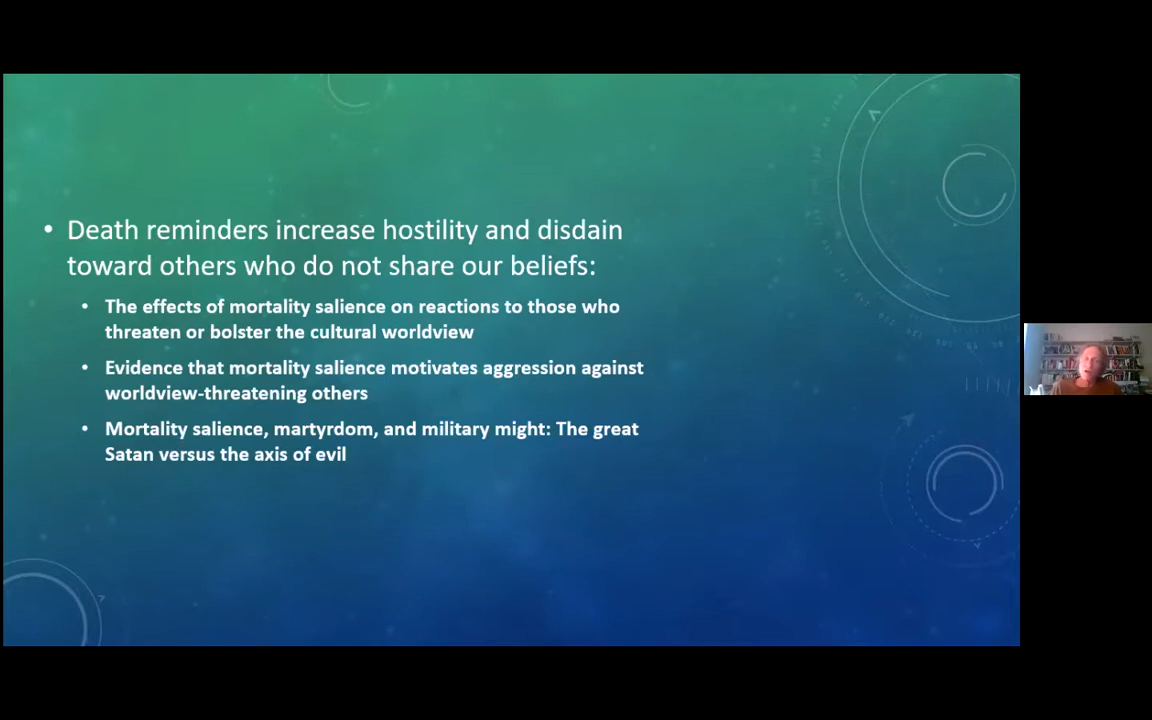 • Death reminders increase hostility and disdain
toward others who do not share our beliefs:
• The effects of mortality salience on reactions to those who
threaten or bolster the cultural worldview
• Evidence that mortality salience motivates aggression against
worldview-threatening others
• Mortality salience, martyrdom, and military might: The great
Satan versus the axis of evil